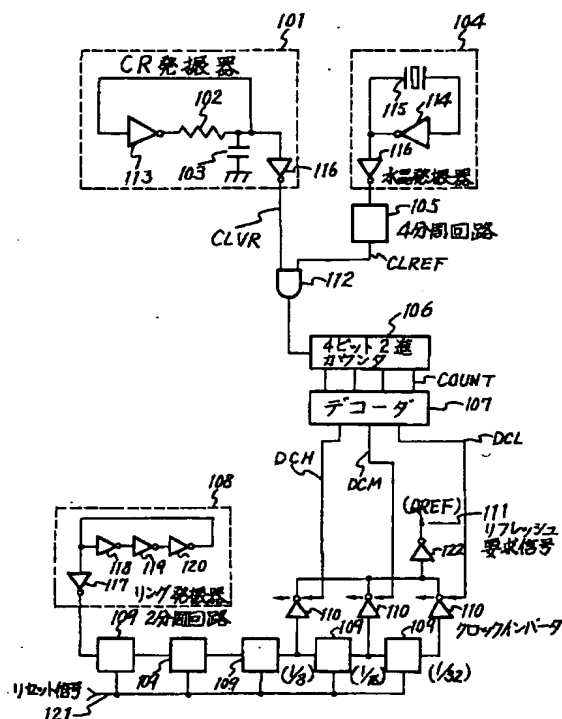 101
104
CR発振器
102
115
114
113
103
116
116
水晶発振器
105
4分周回路
CLVR
CLREF
112
106
4ビット2進
カウンタ
COUNT
デコーダ
107
DCL
DCH
DCM
108
(AREF)
111
リフレッシュ
要求信号
122
118
119
120
117
リング発振器
110
110
110
109
2分周回路
109
クロックインバータ
109
109
109
(1/8)
(1/16)
(1/32)
リセット信号
121